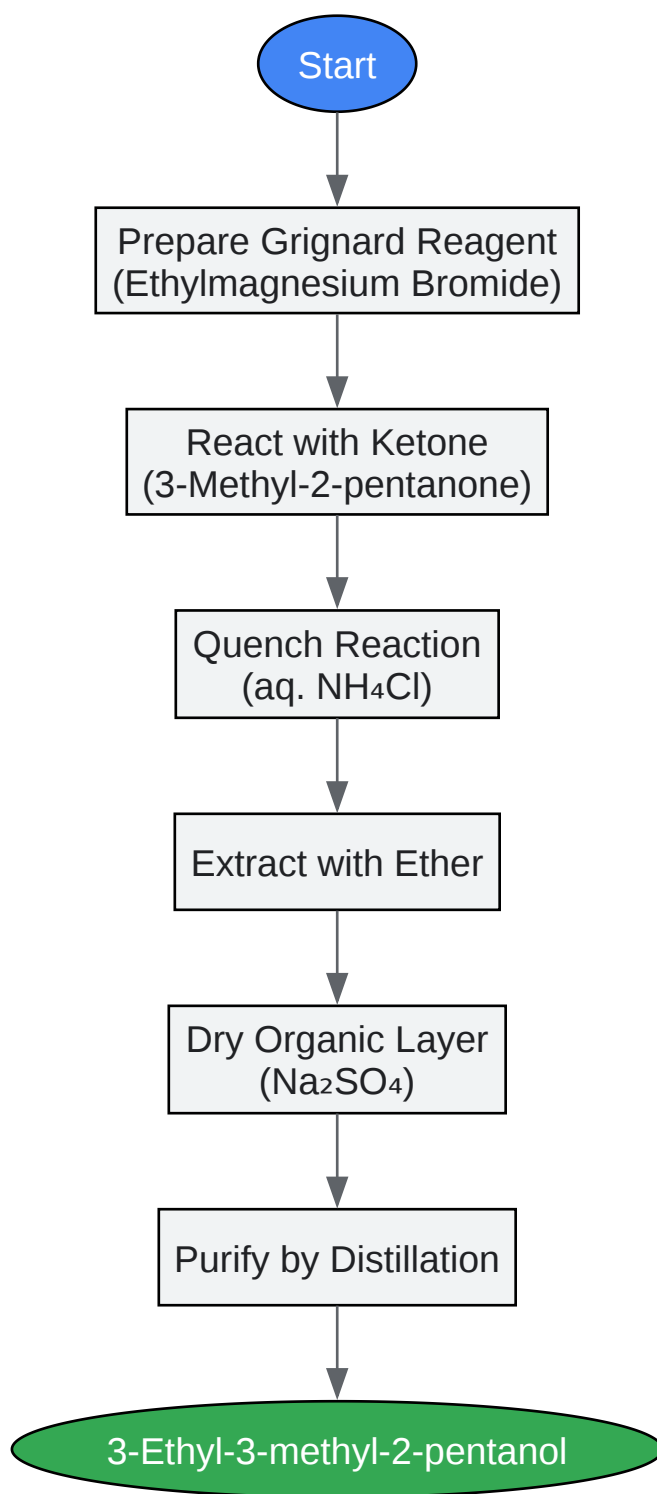 Start
Prepare Grignard Reagent
(Ethylmagnesium Bromide)
React with Ketone
(3-Methyl-2-pentanone)
Quench Reaction
(aq. NH₄Cl)
Extract with Ether
Dry Organic Layer
(Na₂SO₄)
Purify by Distillation
3-Ethyl-3-methyl-2-pentanol